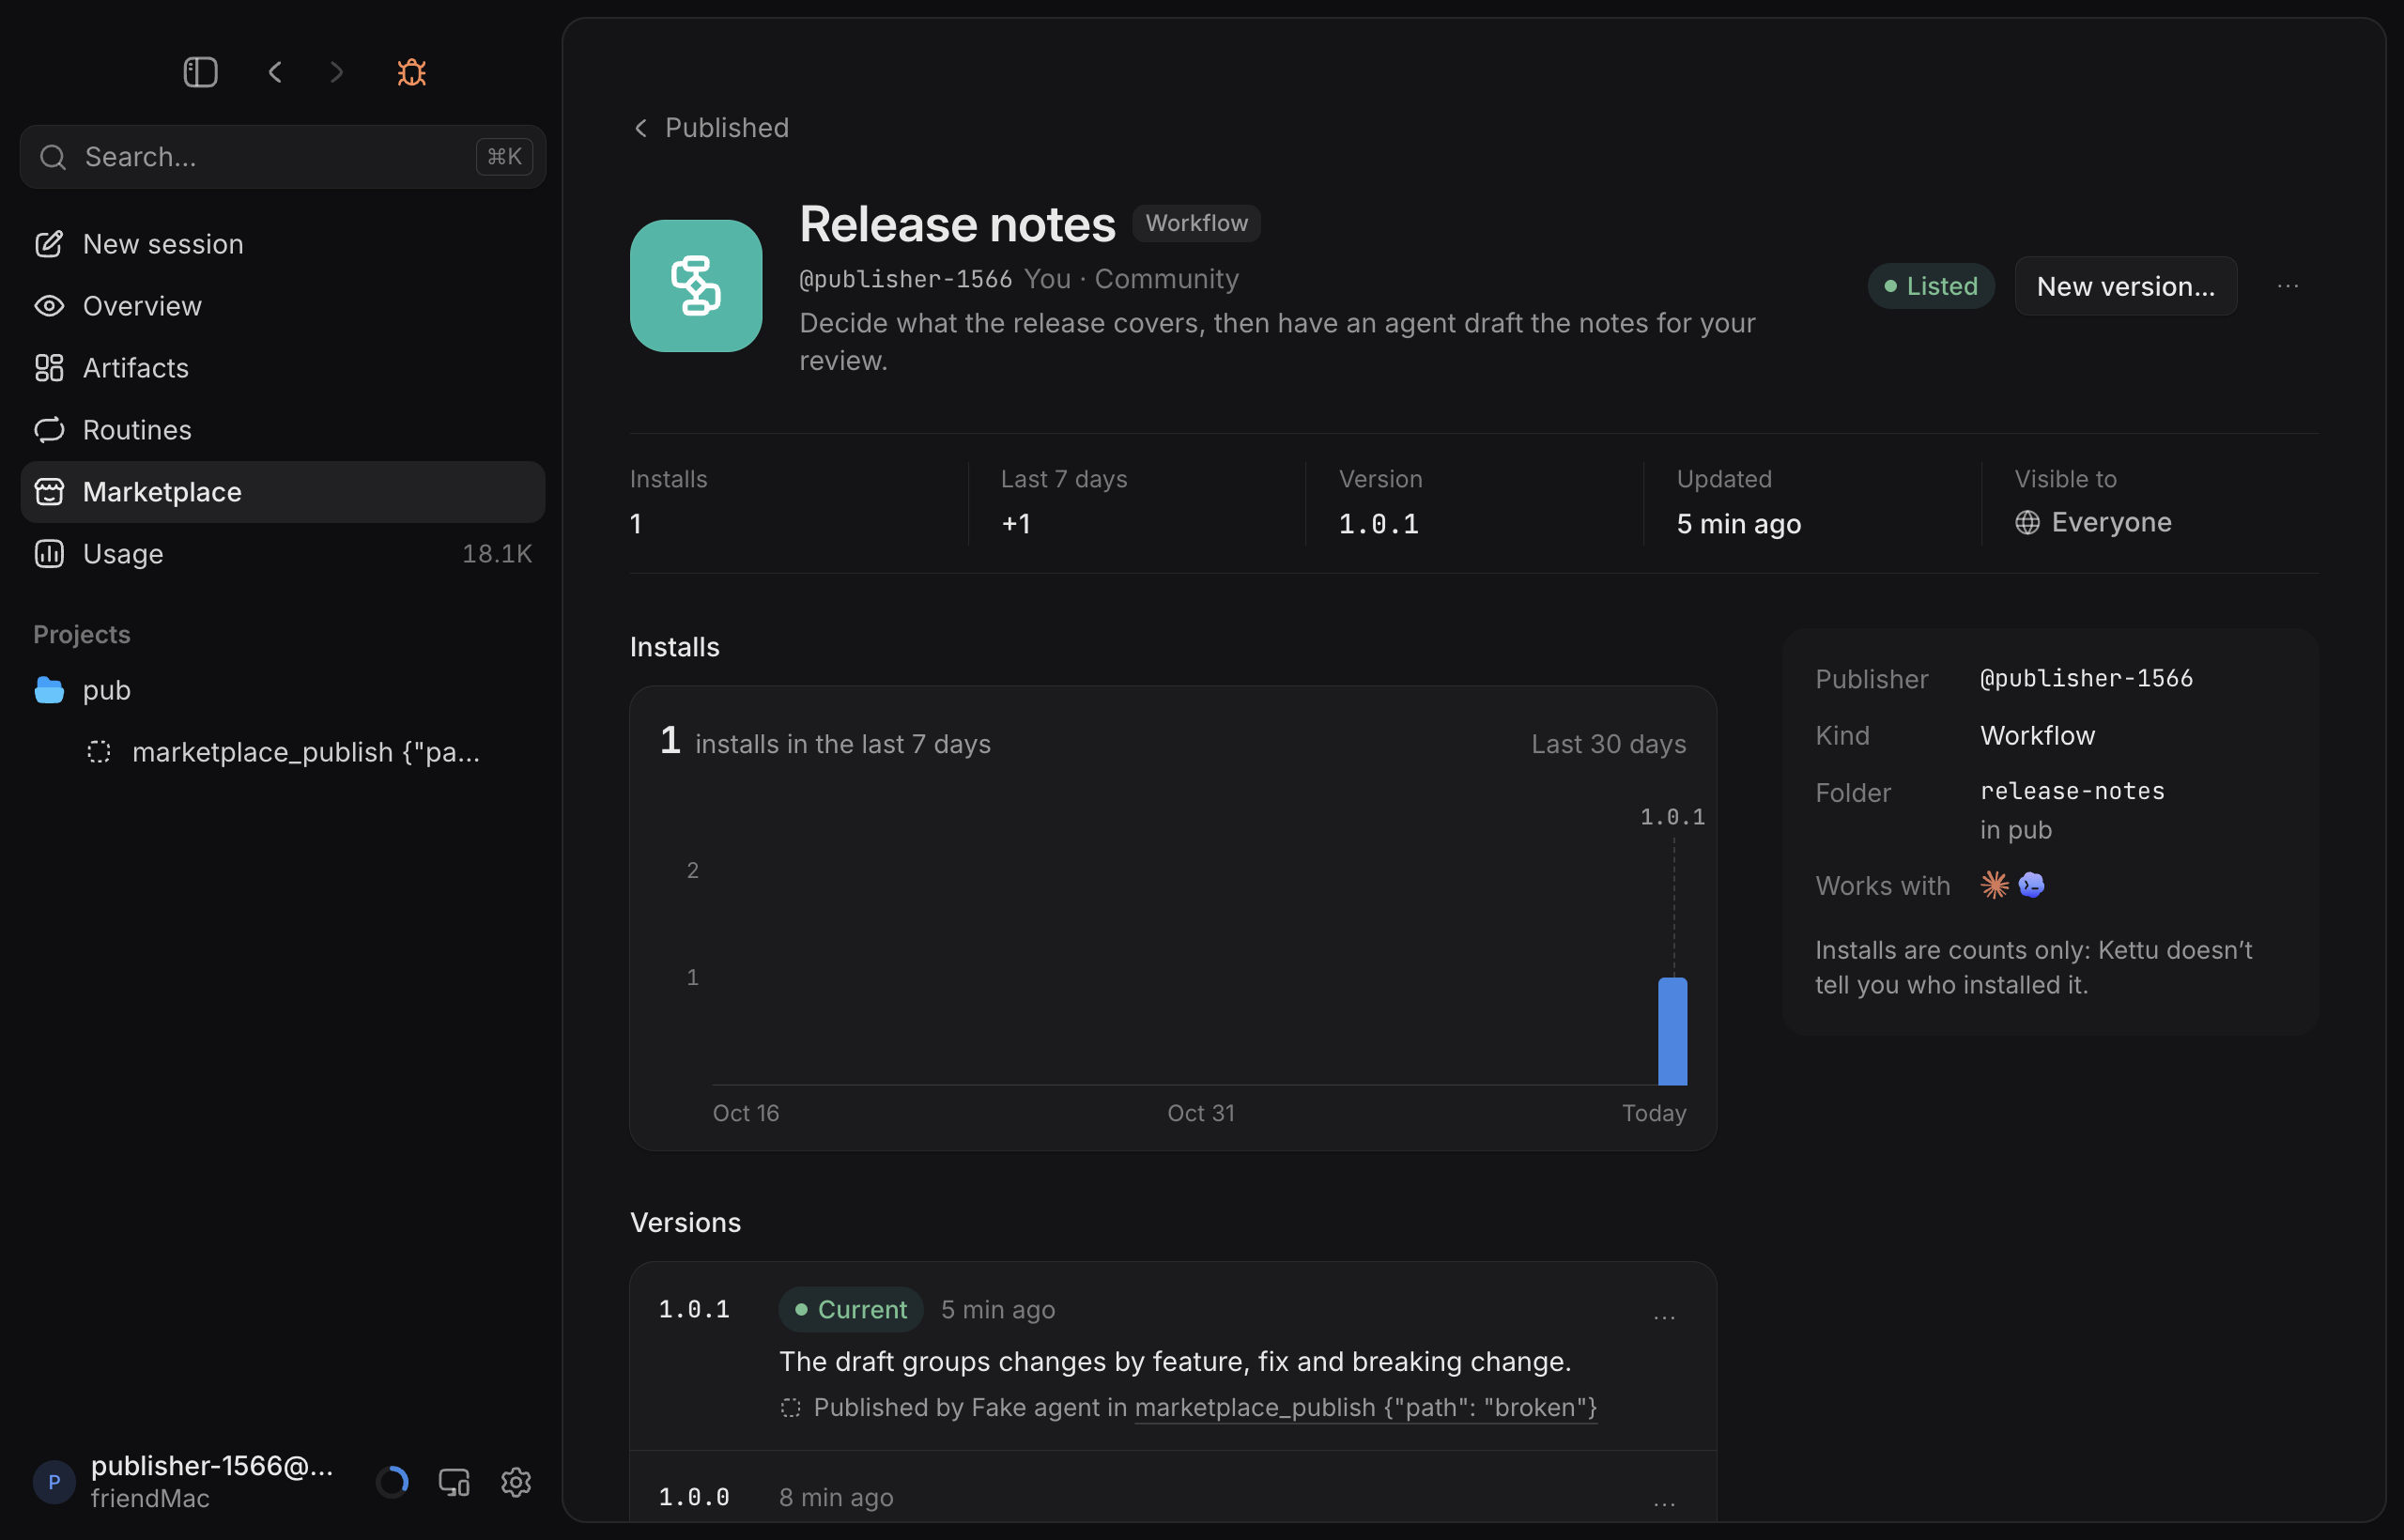 Search...
⌘K
New session
Overview
Artifacts
Routines
Marketplace
Usage
18.1K
Projects
pub
marketplace_publish {"pa...
P
publisher-1566@...
friendMac
Published
Release notes
Workflow
@publisher-1566 You · Community
Decide what the release covers, then have an agent draft the notes for your
review.
Listed
New version...
Installs
1
Last 7 days
+1
Version
1.0.1
Updated
5 min ago
Visible to
Everyone
Installs
1 installs in the last 7 days
Last 30 days
1.0.1
2
1
Oct 16
Oct 31
Today
Publisher
@publisher-1566
Kind
Workflow
Folder
release-notes
in pub
Works with
Installs are counts only: Kettu doesn’t
tell you who installed it.
Versions
1.0.1
Current
5 min ago
The draft groups changes by feature, fix and breaking change.
Published by Fake agent in marketplace_publish {"path": "broken"}
1.0.0
8 min ago